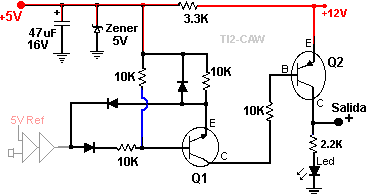 +5V
+
47uF
16V
Zener
5V
3.3K
+12V
TI2-CAW
10K
10K
E
Q2
B
C
10K
Salida
+
5V Ref
10K
E
C
Q1
2.2K
Led